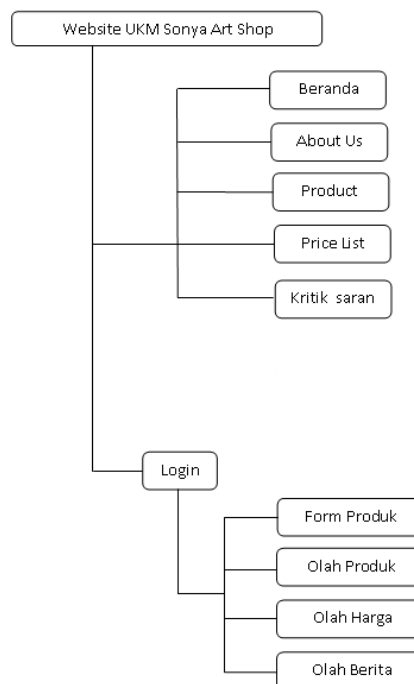 Website UKM Sonya Art Shop
Beranda
About Us
Product
Price List
Kritik saran
Login
Form Produk
Olah Produk
Olah Harga
Olah Berita